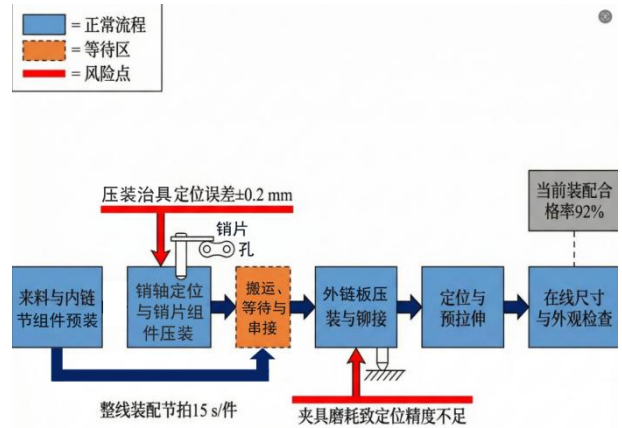 = 正常流程
= 等待区
= 风险点
当前装配合
格率92%
压装治具定位误差±0.2 mm
销片
孔
来料与内链
节组件预装
销轴定位
与销片组
件压装
搬运、
等待与
串接
外链板压
装与铆接
定位与
预拉伸
在线尺寸
与外观检查
整线装配节拍15 s/件
夹具磨耗致定位精度不足